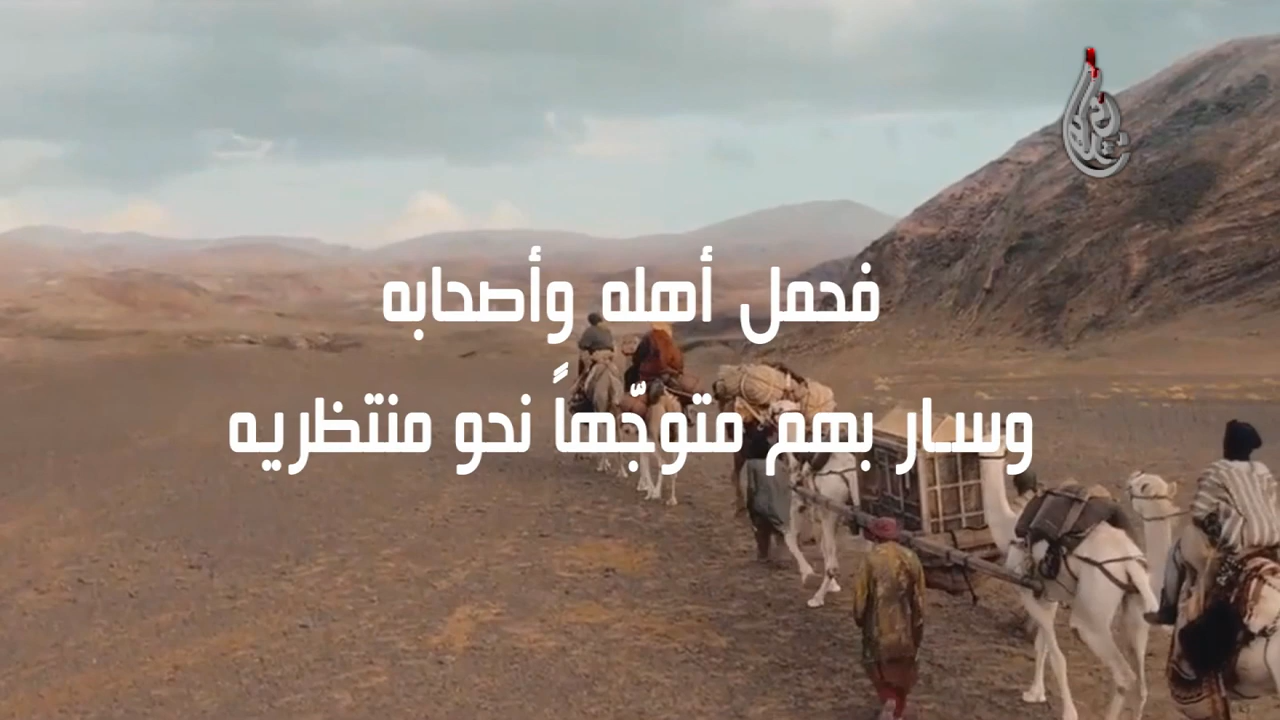 فحمل أهله وأصحابه
وسار بهم متوجّهاً نحو منتظريه